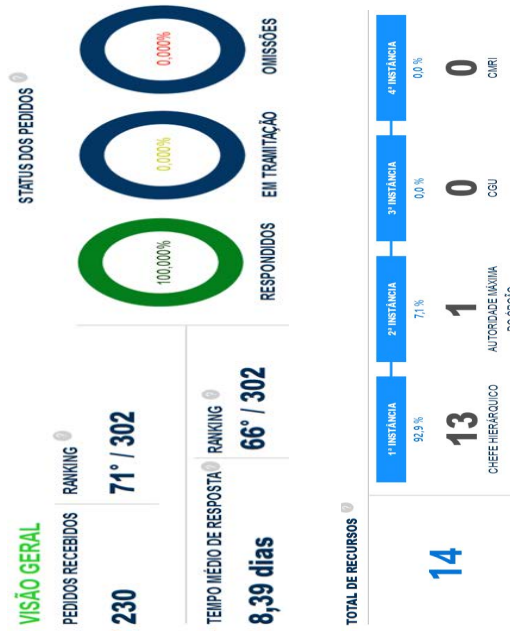 VISÃO GERAL
PEDIDOS RECEBIDOS
230
RANKING ?
71° / 302
TEMPO MÉDIO DE RESPOSTA ?
8,39 dias
RANKING ?
66° / 302
STATUS DOS PEDIDOS ?
100,000%
RESPONDIDOS
0,000%
EM TRAMITAÇÃO
0,000%
OMISSÕES
TOTAL DE RECURSOS ?
14
1ª INSTÂNCIA
92,9 %
13
CHEFE HIERÁRQUICO
2ª INSTÂNCIA
7,1 %
1
AUTORIDADE MÁXIMA
3ª INSTÂNCIA
0,0 %
0
CGU
4ª INSTÂNCIA
0,0 %
0
CMRI